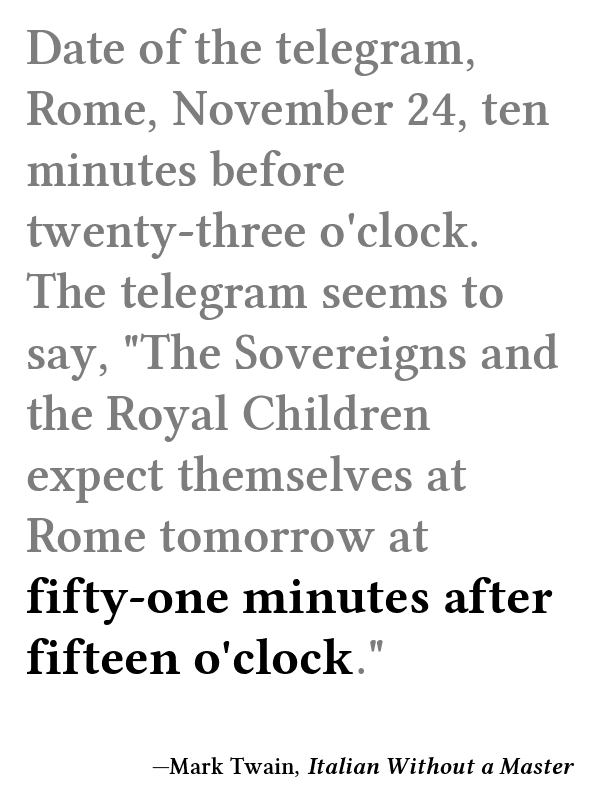 Date of the telegram,
Rome, November 24, ten
minutes before
twenty-three o'clock.
The telegram seems to
say, "The Sovereigns and
the Royal Children
expect themselves at
Rome tomorrow at
fifty-one minutes after
fifteen o'clock."
—Mark Twain, Italian Without a Master